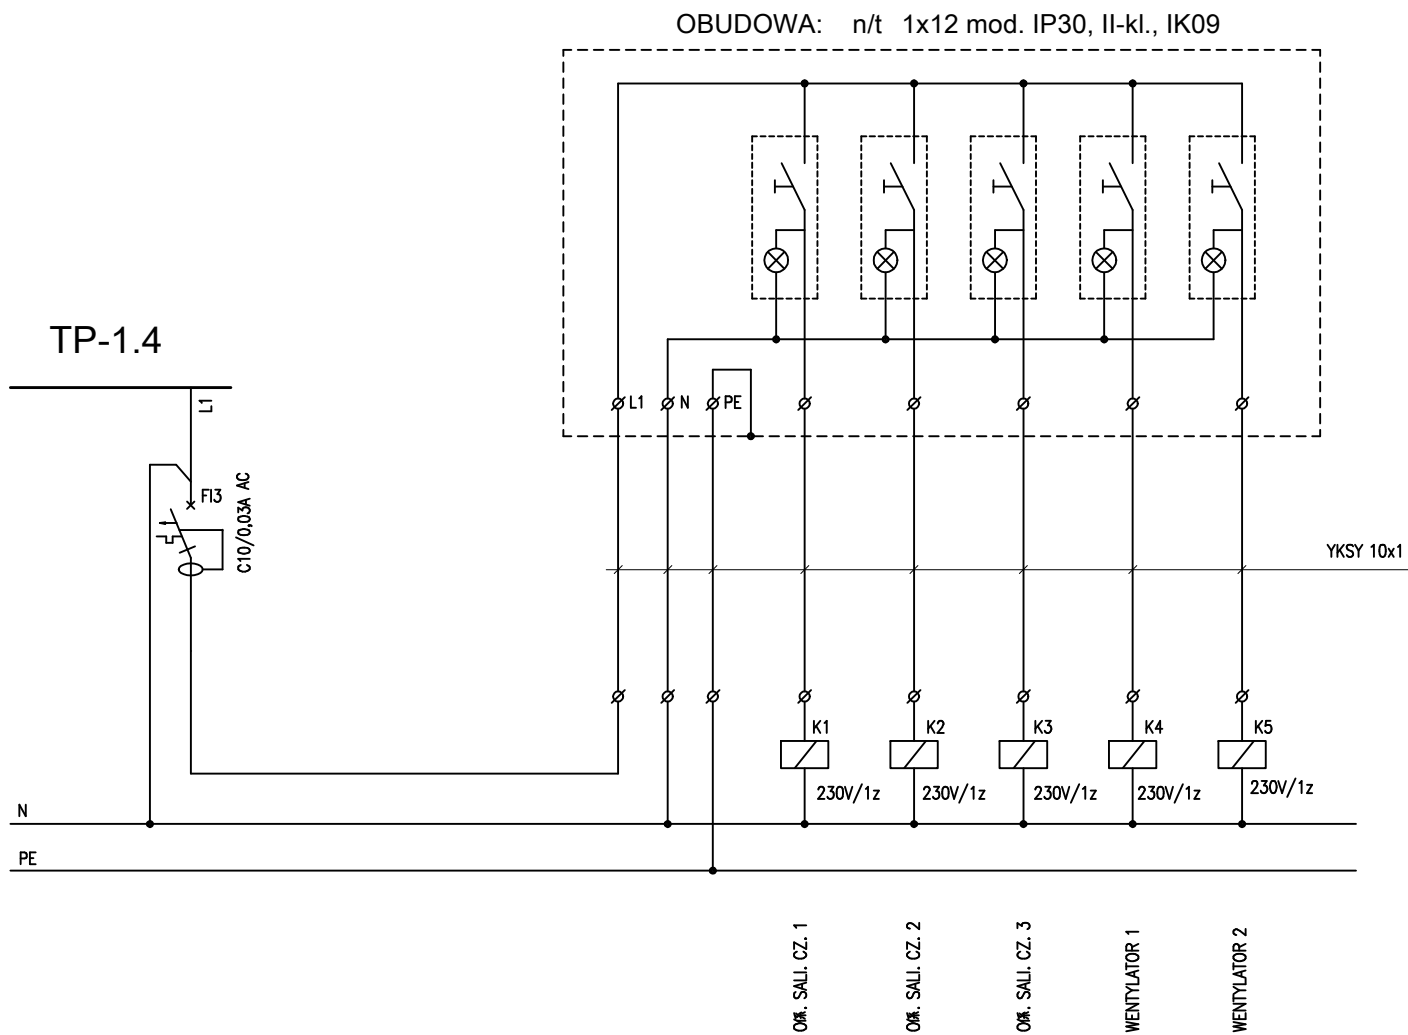 OBUDOWA: n/t 1x12 mod. IP30, II-kl., IK09
TP-1.4
L1
L1
N
PE
FI3
C10/0,03A AC
YKSY 10x1
K1
K2
K3
K4
K5
230V/1z
230V/1z
230V/1z
230V/1z
230V/1z
N
PE
SALI. CZ. 1
SALI. CZ. 2
SALI. CZ. 3
WENTYLATOR 1
WENTYLATOR 2